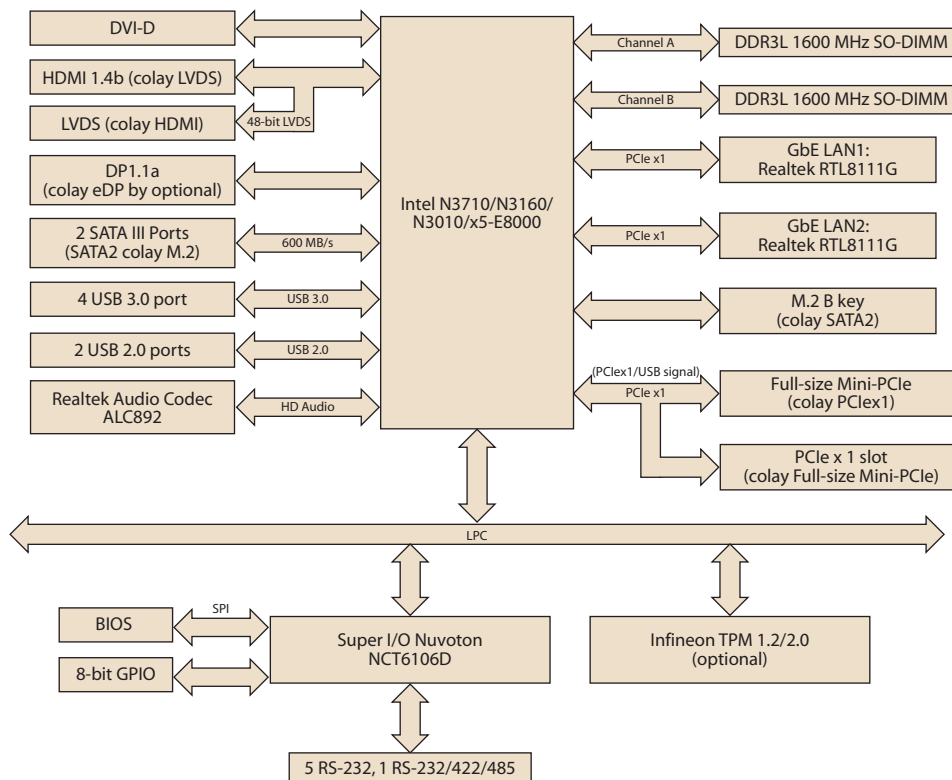 DVI-D
HDMI 1.4b (colay LVDS)
48-bit LVDS
LVDS (colay HDMI)
DP1.1a
(colay eDP by optional)
2 SATA III Ports
(SATA2 colay M.2)
600 MB/s
4 USB 3.0 port
USB 3.0
2 USB 2.0 ports
USB 2.0
Realtek Audio Codec
ALC892
HD Audio
Intel N3710/N3160/
N3010/x5-E8000
Channel A
DDR3L 1600 MHz SO-DIMM
Channel B
DDR3L 1600 MHz SO-DIMM
PCIe x1
GbE LAN1:
Realtek RTL8111G
PCIe x1
GbE LAN2:
Realtek RTL8111G
M.2 B key
(colay SATA2)
(PCIex1/USB signal)
PCIe x1
Full-size Mini-PCIe
(colay PCIex1)
PCIe x 1 slot
(colay Full-size Mini-PCIe)
LPC
BIOS
SPI
8-bit GPIO
Super I/O Nuvoton
NCT6106D
Infineon TPM 1.2/2.0
(optional)
5 RS-232, 1 RS-232/422/485